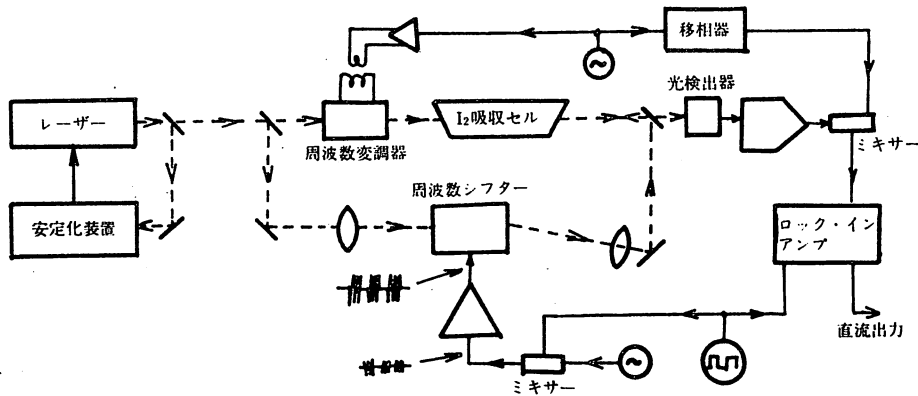 移相器
光検出器
レーザー
I2吸収セル
ミキサー
周波数変調器
周波数シフター
安定化装置
ロック・イン
アンプ
直流出力
ミキサー